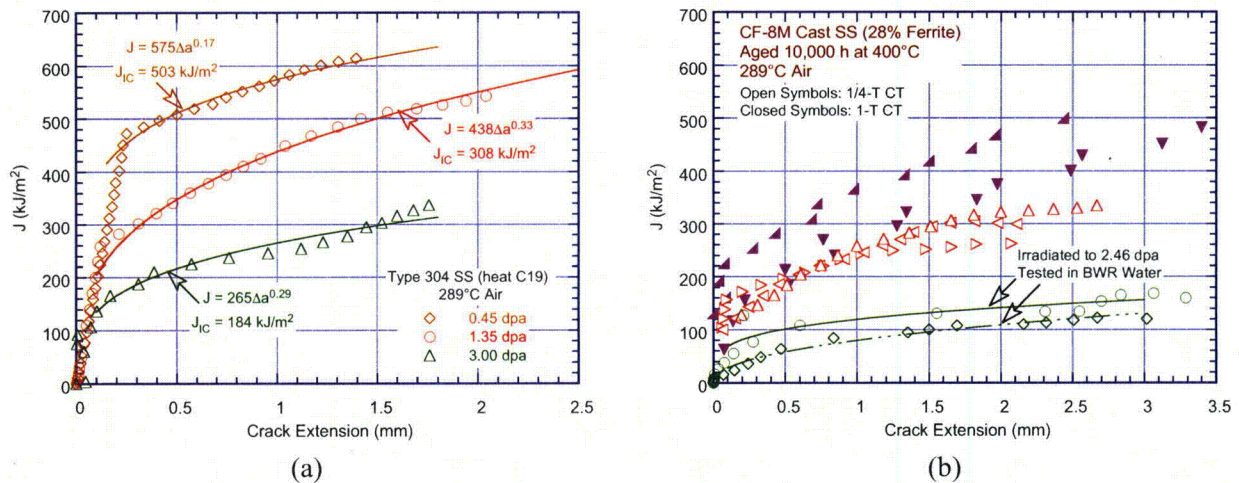 700
600
500
400
300
200
100
0
J (kJ/m²)
J = 575Δa^0.17
J_IC = 503 kJ/m²
J = 438Δa^0.33
J_IC = 308 kJ/m²
J = 265Δa^0.29
J_IC = 184 kJ/m²
Type 304 SS (heat C19)
289°C Air
0.45 dpa
1.35 dpa
3.00 dpa
0 0.5 1 1.5 2 2.5
Crack Extension (mm)
(a)
700
600
500
400
300
200
100
0
J (kJ/m²)
CF-8M Cast SS (28% Ferrite)
Aged 10,000 h at 400°C
289°C Air
Open Symbols: 1/4-T CT
Closed Symbols: 1-T CT
Irradiated to 2.46 dpa
Tested in BWR Water
0 0.5 1 1.5 2 2.5 3 3.5
Crack Extension (mm)
(b)